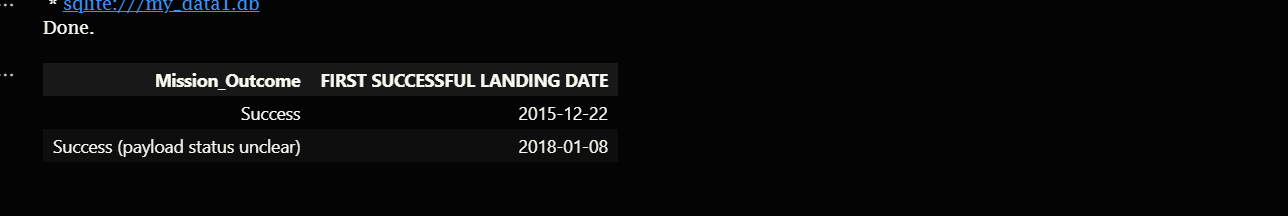 * sqlite:///my_data1.db
Done.
Mission_Outcome FIRST SUCCESSFUL LANDING DATE
Success 2015-12-22
Success (payload status unclear) 2018-01-08